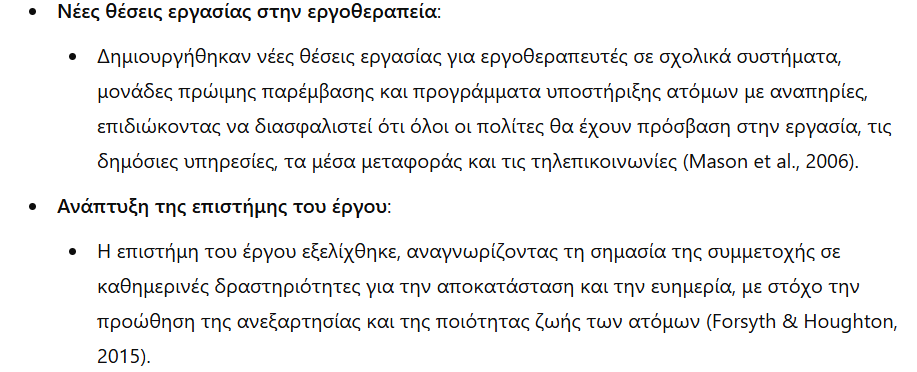 • Νέες θέσεις εργασίας στην εργοθεραπεία:
• Δημιουργήθηκαν νέες θέσεις εργασίας για εργοθεραπευτές σε σχολικά συστήματα,
μονάδες πρώιμης παρέμβασης και προγράμματα υποστήριξης ατόμων με αναπηρίες,
επιδιώκοντας να διασφαλιστεί ότι όλοι οι πολίτες θα έχουν πρόσβαση στην εργασία, τις
δημόσιες υπηρεσίες, τα μέσα μεταφοράς και τις τηλεπικοινωνίες (Mason et al., 2006).
• Ανάπτυξη της επιστήμης του έργου:
• Η επιστήμη του έργου εξελίχθηκε, αναγνωρίζοντας τη σημασία της συμμετοχής σε
καθημερινές δραστηριότητες για την αποκατάσταση και την ευημερία, με στόχο την
προώθηση της ανεξαρτησίας και της ποιότητας ζωής των ατόμων (Forsyth & Houghton,
2015).